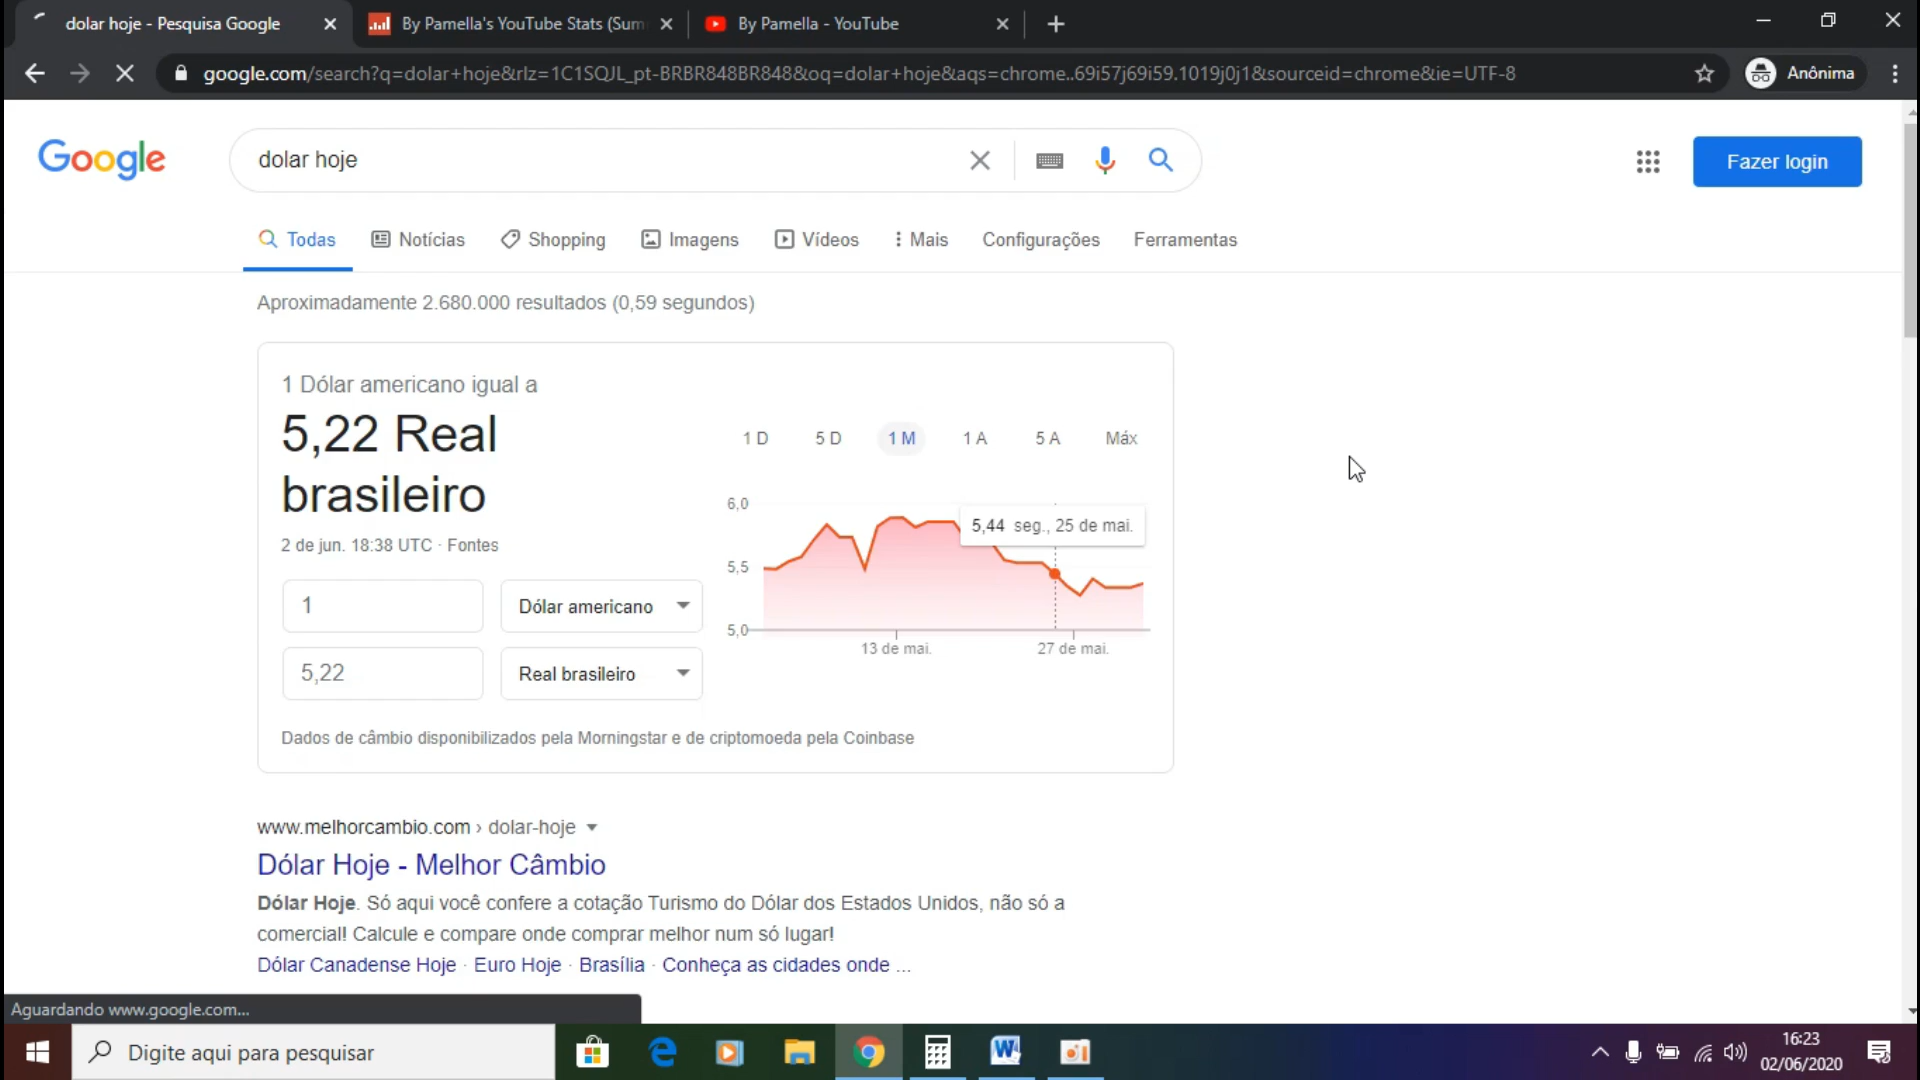 dolar hoje - Pesquisa Google
By Pamella's YouTube Stats (Sum
By Pamella - YouTube
google.com/search?q=dolar+hoje&rlz=1C1SQJL_pt-BRBR848BR848&oq=dolar+hoje&aqs=chrome..69i57j69i59.1019j0j1&sourceid=chrome&ie=UTF-8
Anônima
Google
dolar hoje
Fazer login
Todas
Notícias
Shopping
Imagens
Vídeos
Mais
Configurações
Ferramentas
Aproximadamente 2.680.000 resultados (0,59 segundos)
1 Dólar americano igual a
5,22 Real
brasileiro
2 de jun. 18:38 UTC · Fontes
1
Dólar americano
5,22
Real brasileiro
1 D
5 D
1 M
1 A
5 A
Máx
6,0
5,44 seg., 25 de mai.
5,5
5,0
13 de mai.
27 de mai.
Dados de câmbio disponibilizados pela Morningstar e de criptomoeda pela Coinbase
www.melhorcambio.com › dolar-hoje
Dólar Hoje - Melhor Câmbio
Dólar Hoje. Só aqui você confere a cotação Turismo do Dólar dos Estados Unidos, não só a
comercial! Calcule e compare onde comprar melhor num só lugar!
Dólar Canadense Hoje · Euro Hoje · Brasília · Conheça as cidades onde ...
Aguardando www.google.com...
Digite aqui para pesquisar
16:23
02/06/2020